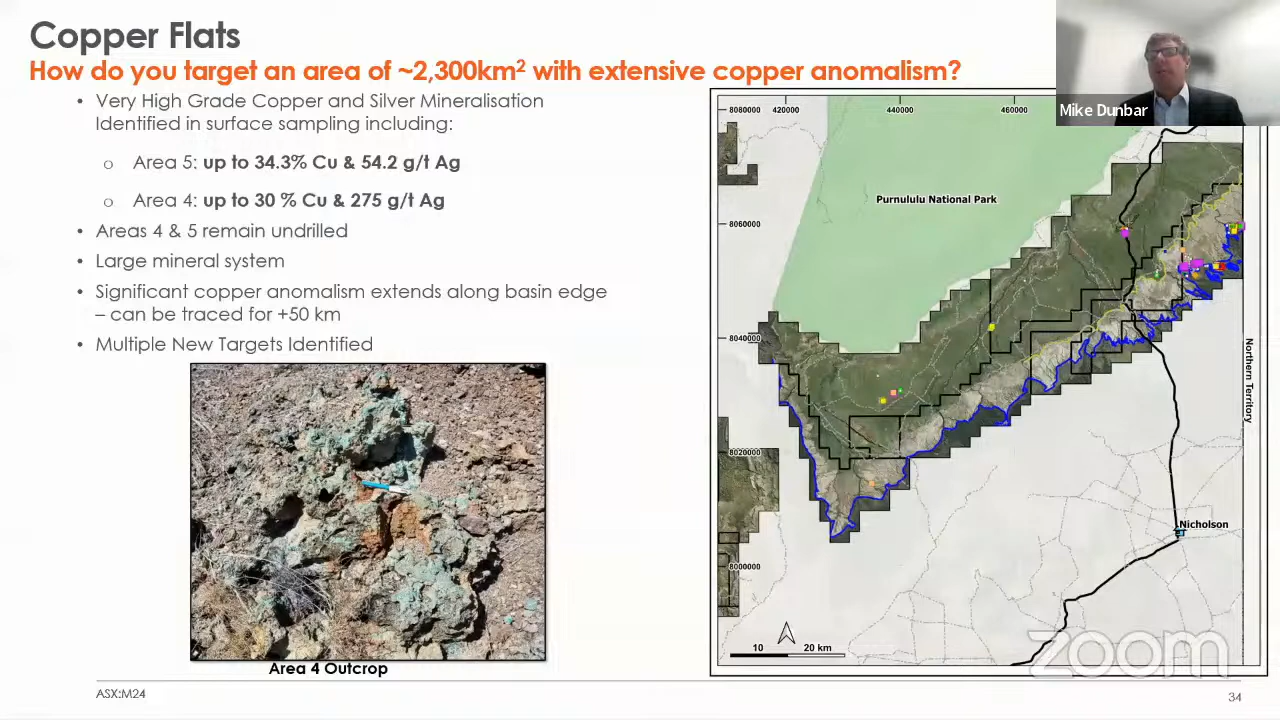 Copper Flats
How do you target an area of ~2,300km² with extensive copper anomalism?
• Very High Grade Copper and Silver Mineralisation
Identified in surface sampling including:
o Area 5: up to 34.3% Cu & 54.2 g/t Ag
o Area 4: up to 30 % Cu & 275 g/t Ag
• Areas 4 & 5 remain undrilled
• Large mineral system
• Significant copper anomalism extends along basin edge
– can be traced for +50 km
• Multiple New Targets Identified
Area 4 Outcrop
Mike Dunbar
8080000
420000
440000
460000
Purnululu National Park
8060000
8040000
Northern Territory
8020000
Nicholson
8000000
10
20 km
zoom
ASX:M24
34